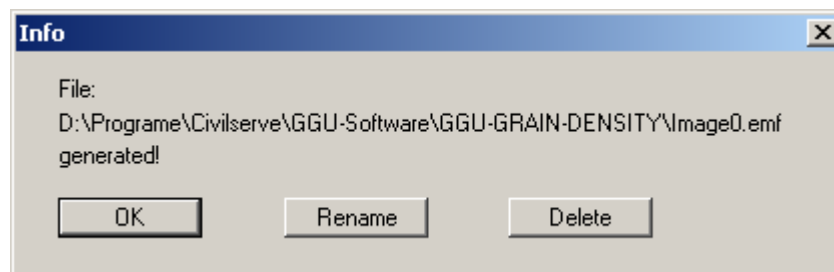 Info
File:
D:\Programe\Civilserve\GGU-Software\GGU-GRAIN-DENSITY\Image0.emf
generated!
OK Rename Delete